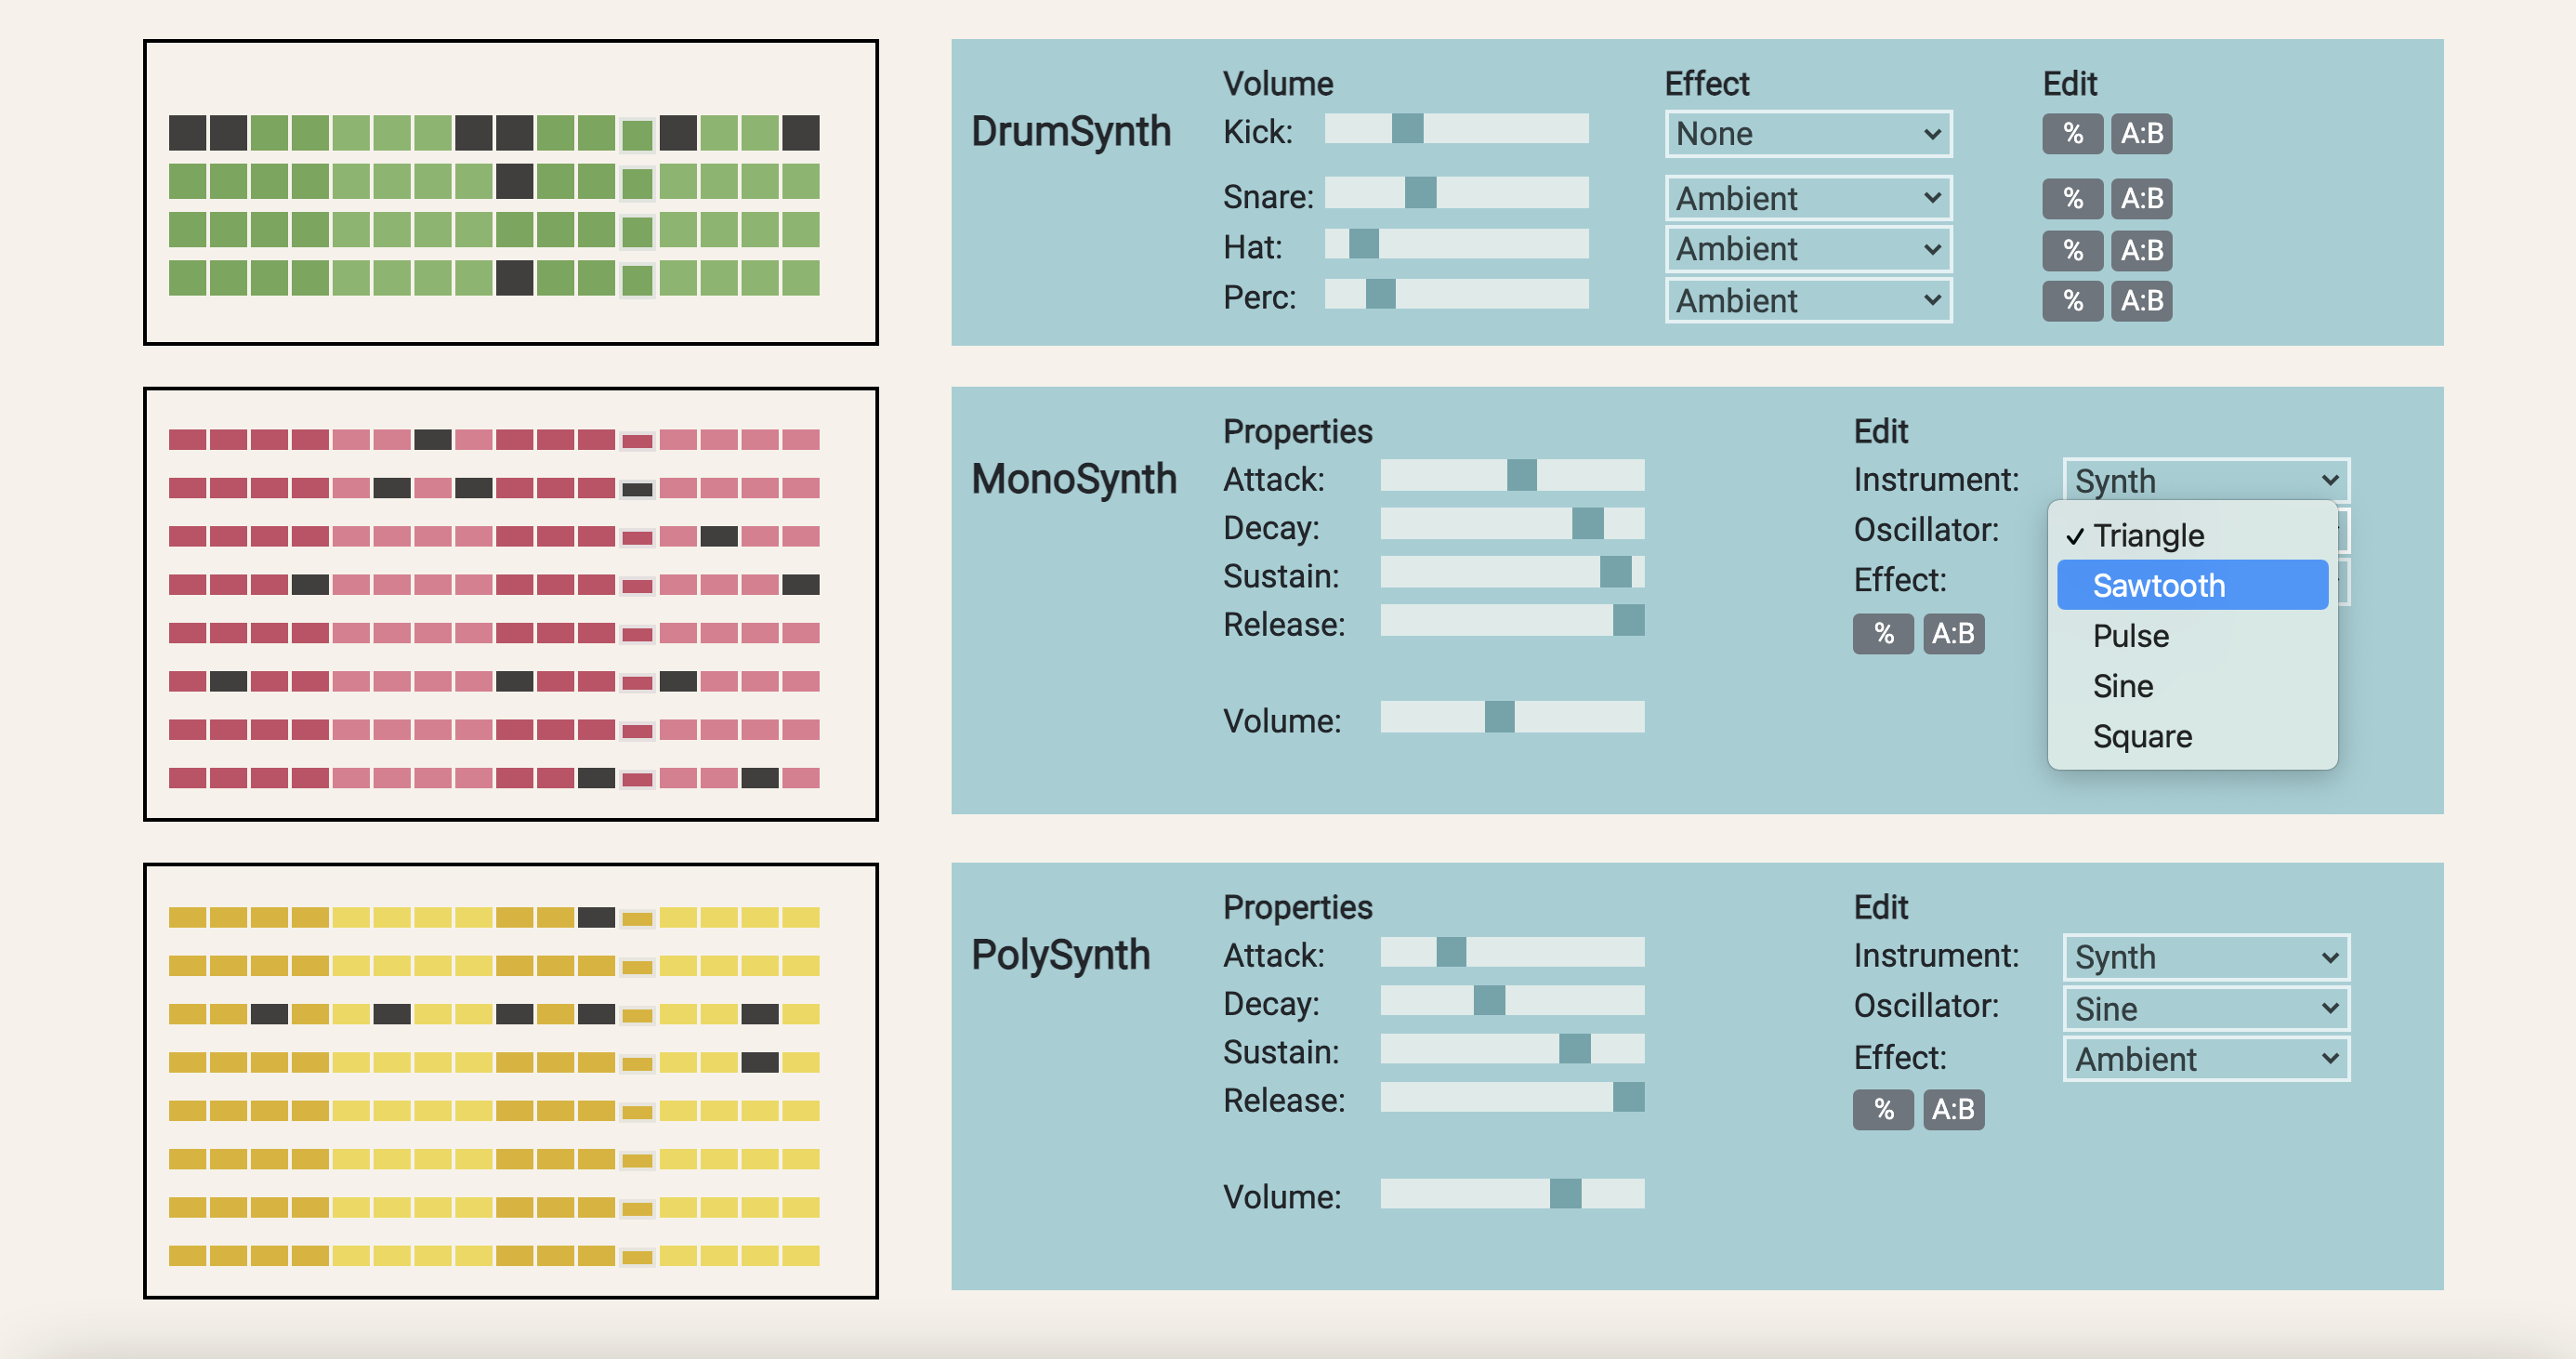 Volume Effect Edit
DrumSynth Kick: None % A:B
Snare: Ambient % A:B
Hat: Ambient % A:B
Perc: Ambient % A:B
Properties Edit
MonoSynth Attack: Instrument: Synth
Decay: Oscillator: ✓ Triangle
Sustain: Effect: Sawtooth
Release: % A:B Pulse
Sine
Volume: Square
Properties Edit
PolySynth Attack: Instrument: Synth
Decay: Oscillator: Sine
Sustain: Effect: Ambient
Release: % A:B
Volume: